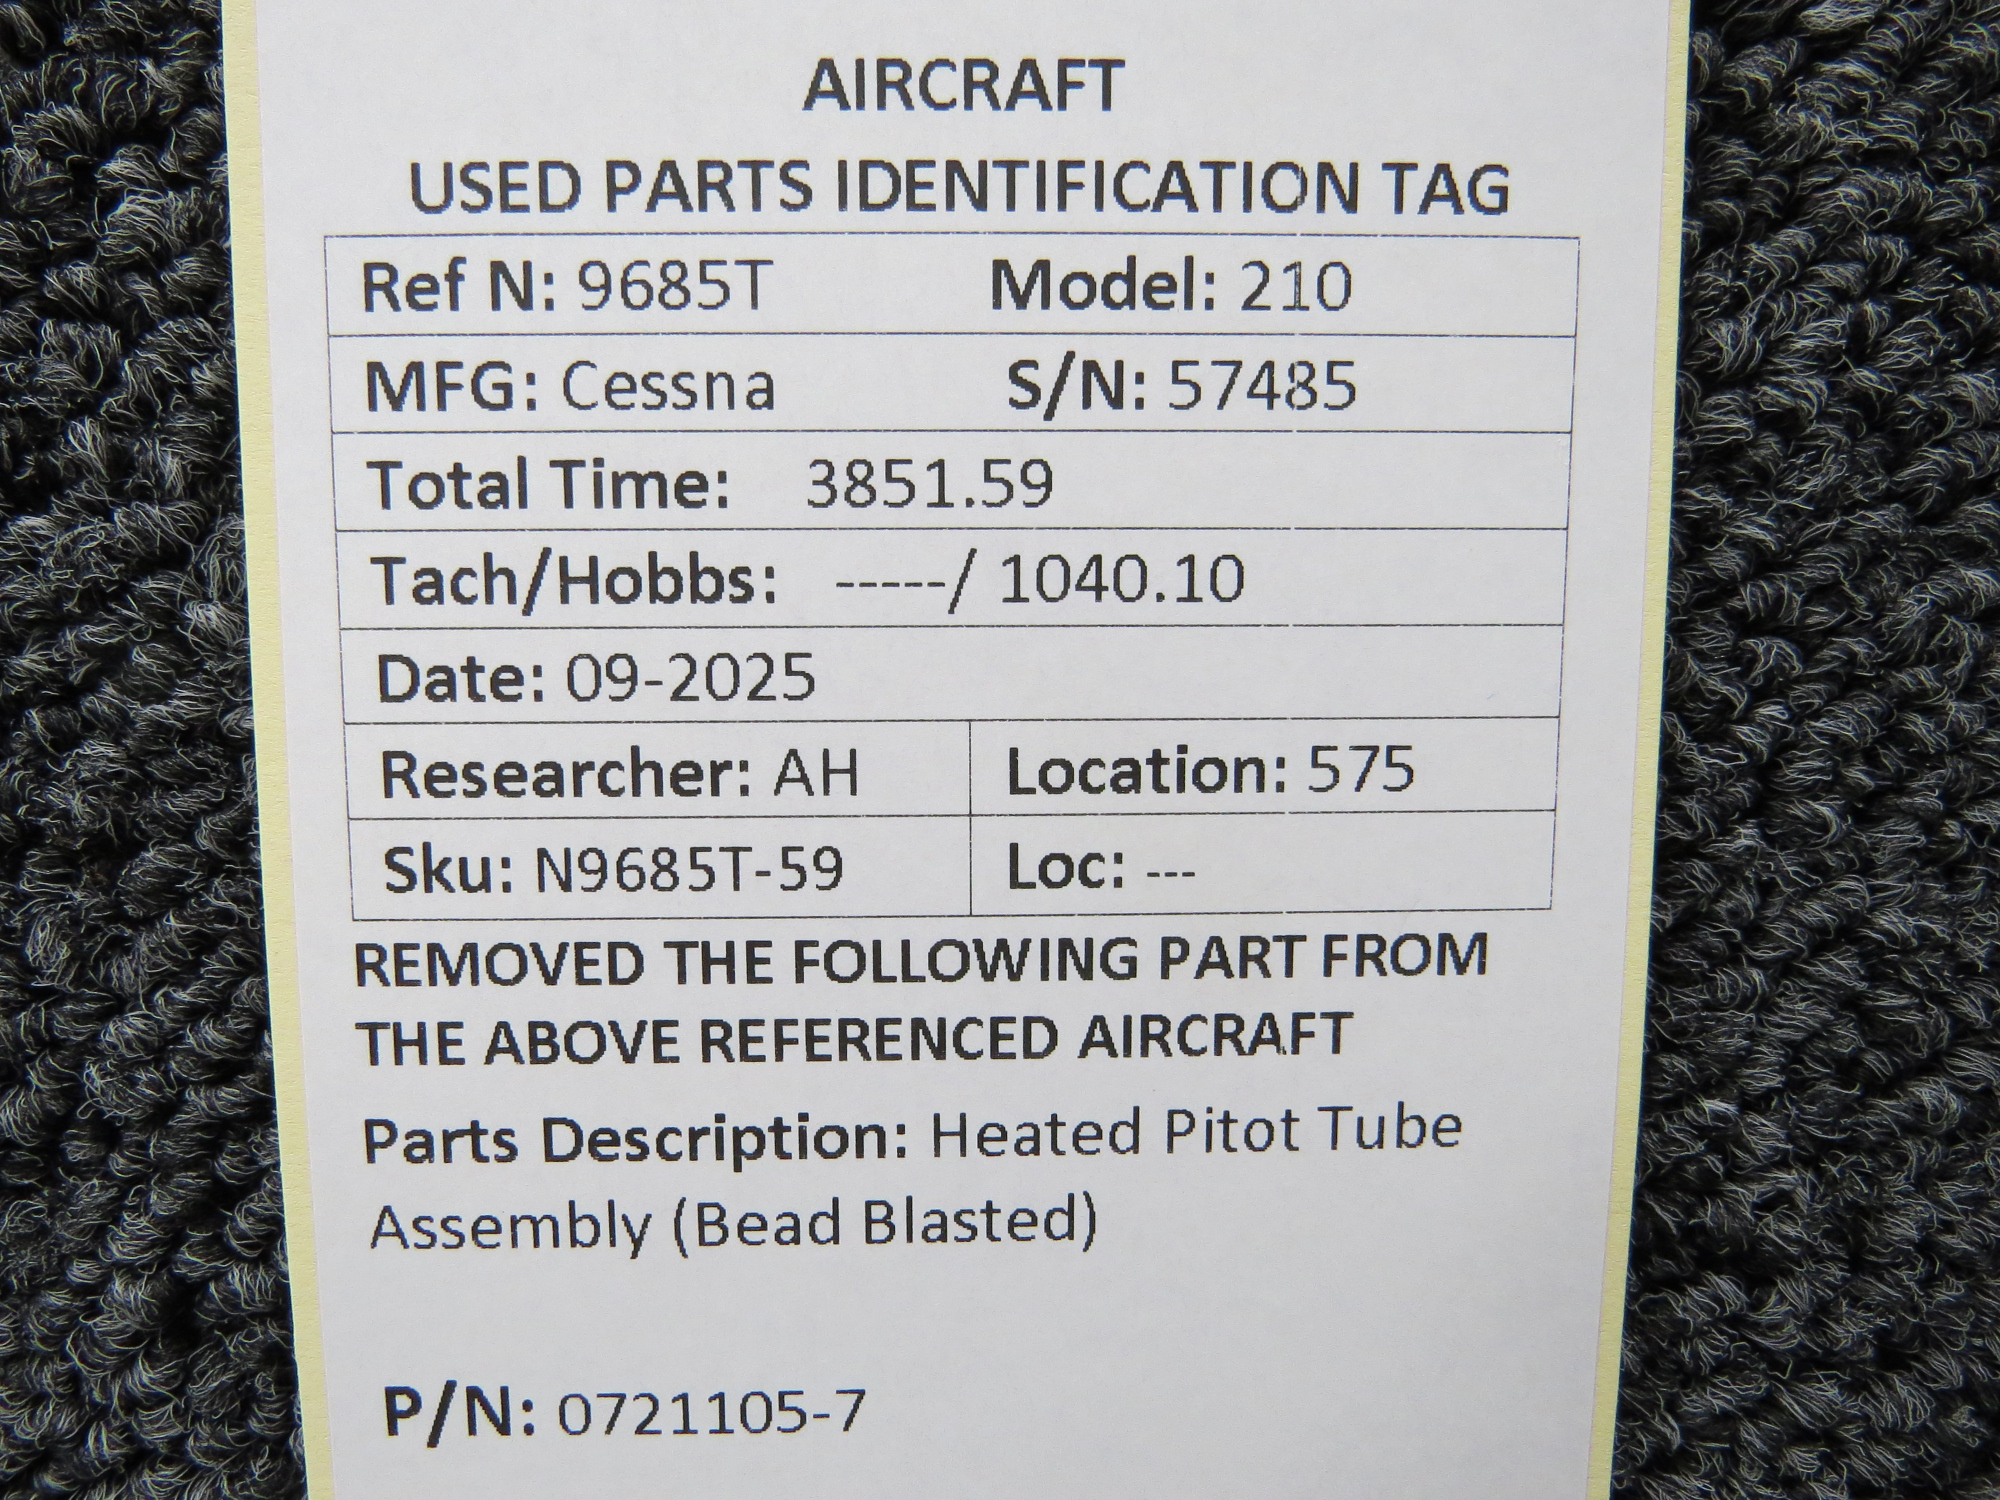 AIRCRAFT
USED PARTS IDENTIFICATION TAG
Ref N: 9685T Model: 210
MFG: Cessna S/N: 57485
Total Time: 3851.59
Tach/Hobbs: -----/ 1040.10
Date: 09-2025
Researcher: AH Location: 575
Sku: N9685T-59 Loc: ---
REMOVED THE FOLLOWING PART FROM
THE ABOVE REFERENCED AIRCRAFT
Parts Description: Heated Pitot Tube
Assembly (Bead Blasted)
P/N: 0721105-7